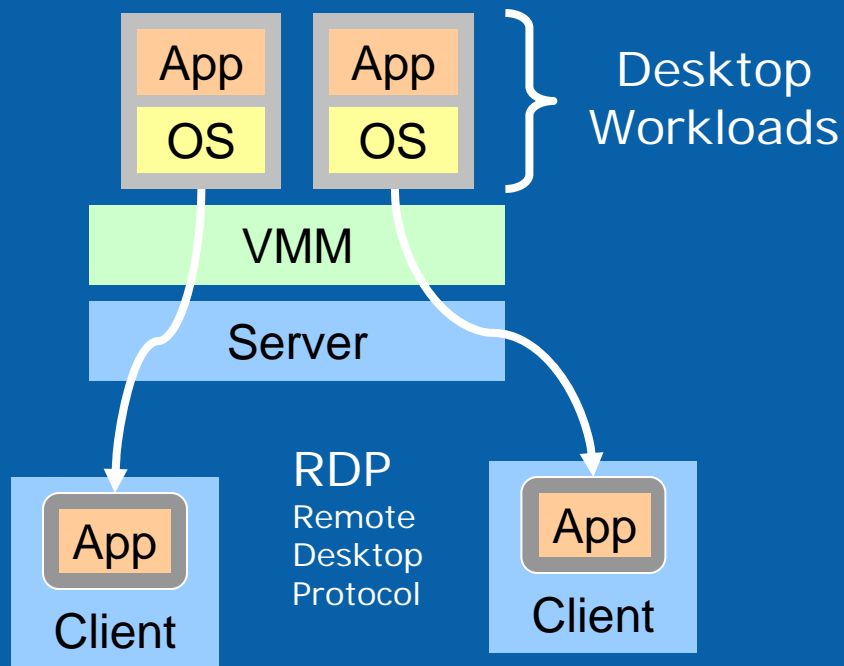 App
App
OS
OS
Desktop
Workloads
VMM
Server
RDP
Remote
Desktop
Protocol
App
Client
App
Client